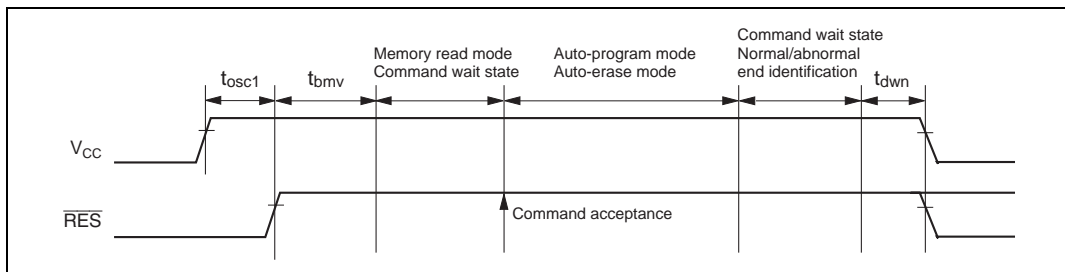 Command wait state
Memory read mode
Auto-program mode
Normal/abnormal
Command wait state
Auto-erase mode
end identification
tosc1
tbmv
tdwn
VCC
RES
Command acceptance